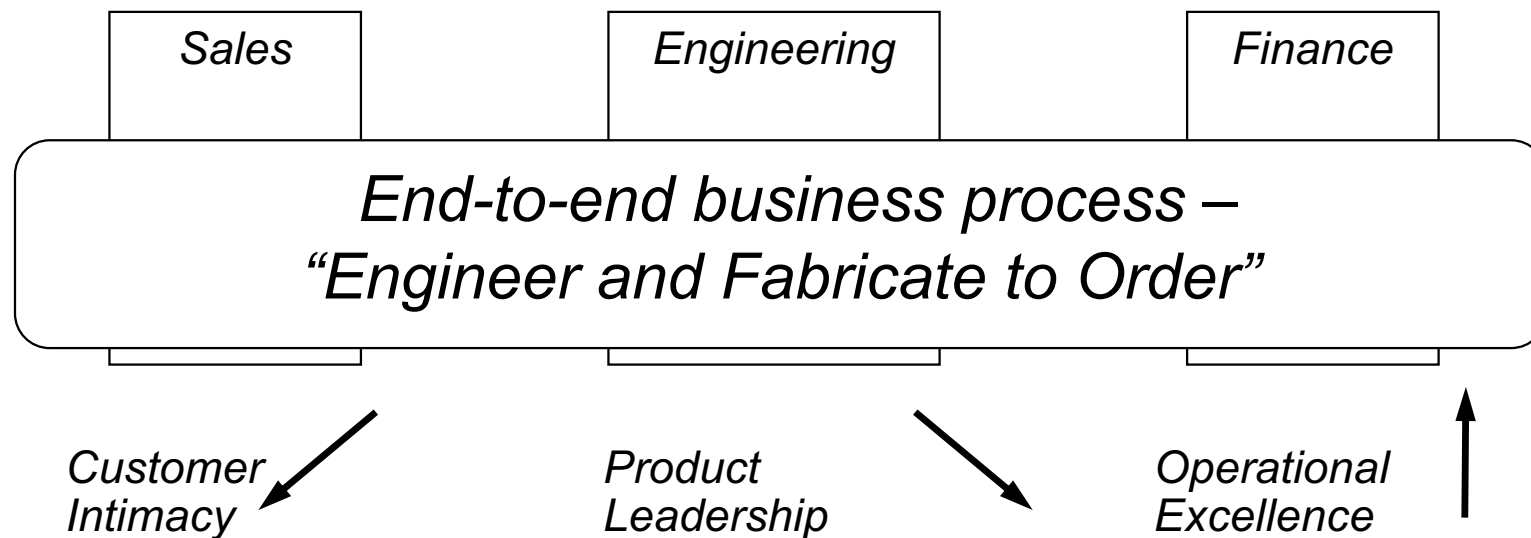 Sales
Engineering
Finance
End-to-end business process –
“Engineer and Fabricate to Order”
Customer
Intimacy
Product
Leadership
Operational
Excellence